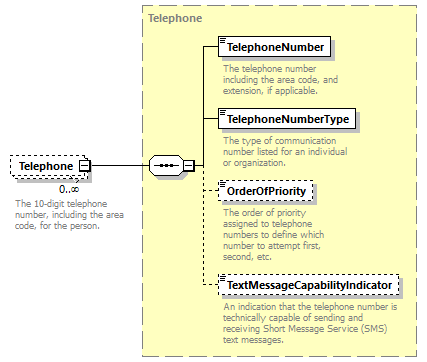 Telephone
TelephoneNumber
The telephone number
including the area code, and
extension, if applicable.
TelephoneNumberType
The type of communication
number listed for an individual
or organization.
Telephone
0..∞
The 10-digit telephone
number, including the area
code, for the person.
OrderOfPriority
The order of priority
assigned to telephone
numbers to define which
number to attempt first,
second, etc.
TextMessageCapabilityIndicator
An indication that the telephone number is
technically capable of sending and
receiving Short Message Service (SMS)
text messages.